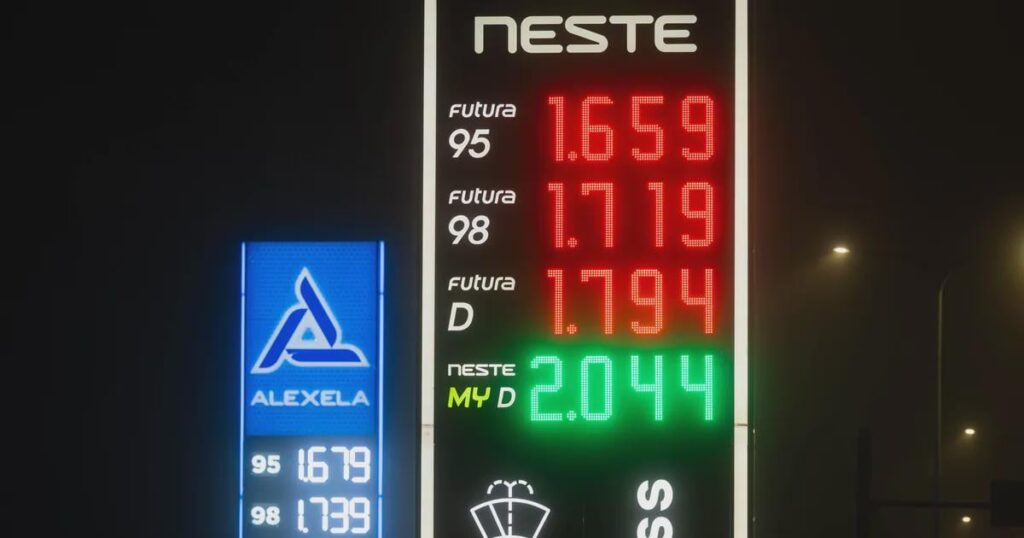 NESTE
Futura
95 1.659
Futura
98 1.719
Futura
D 1.794
NESTE
MY D 2.044
SS
ALEXELA
95 1.679
98 1.739